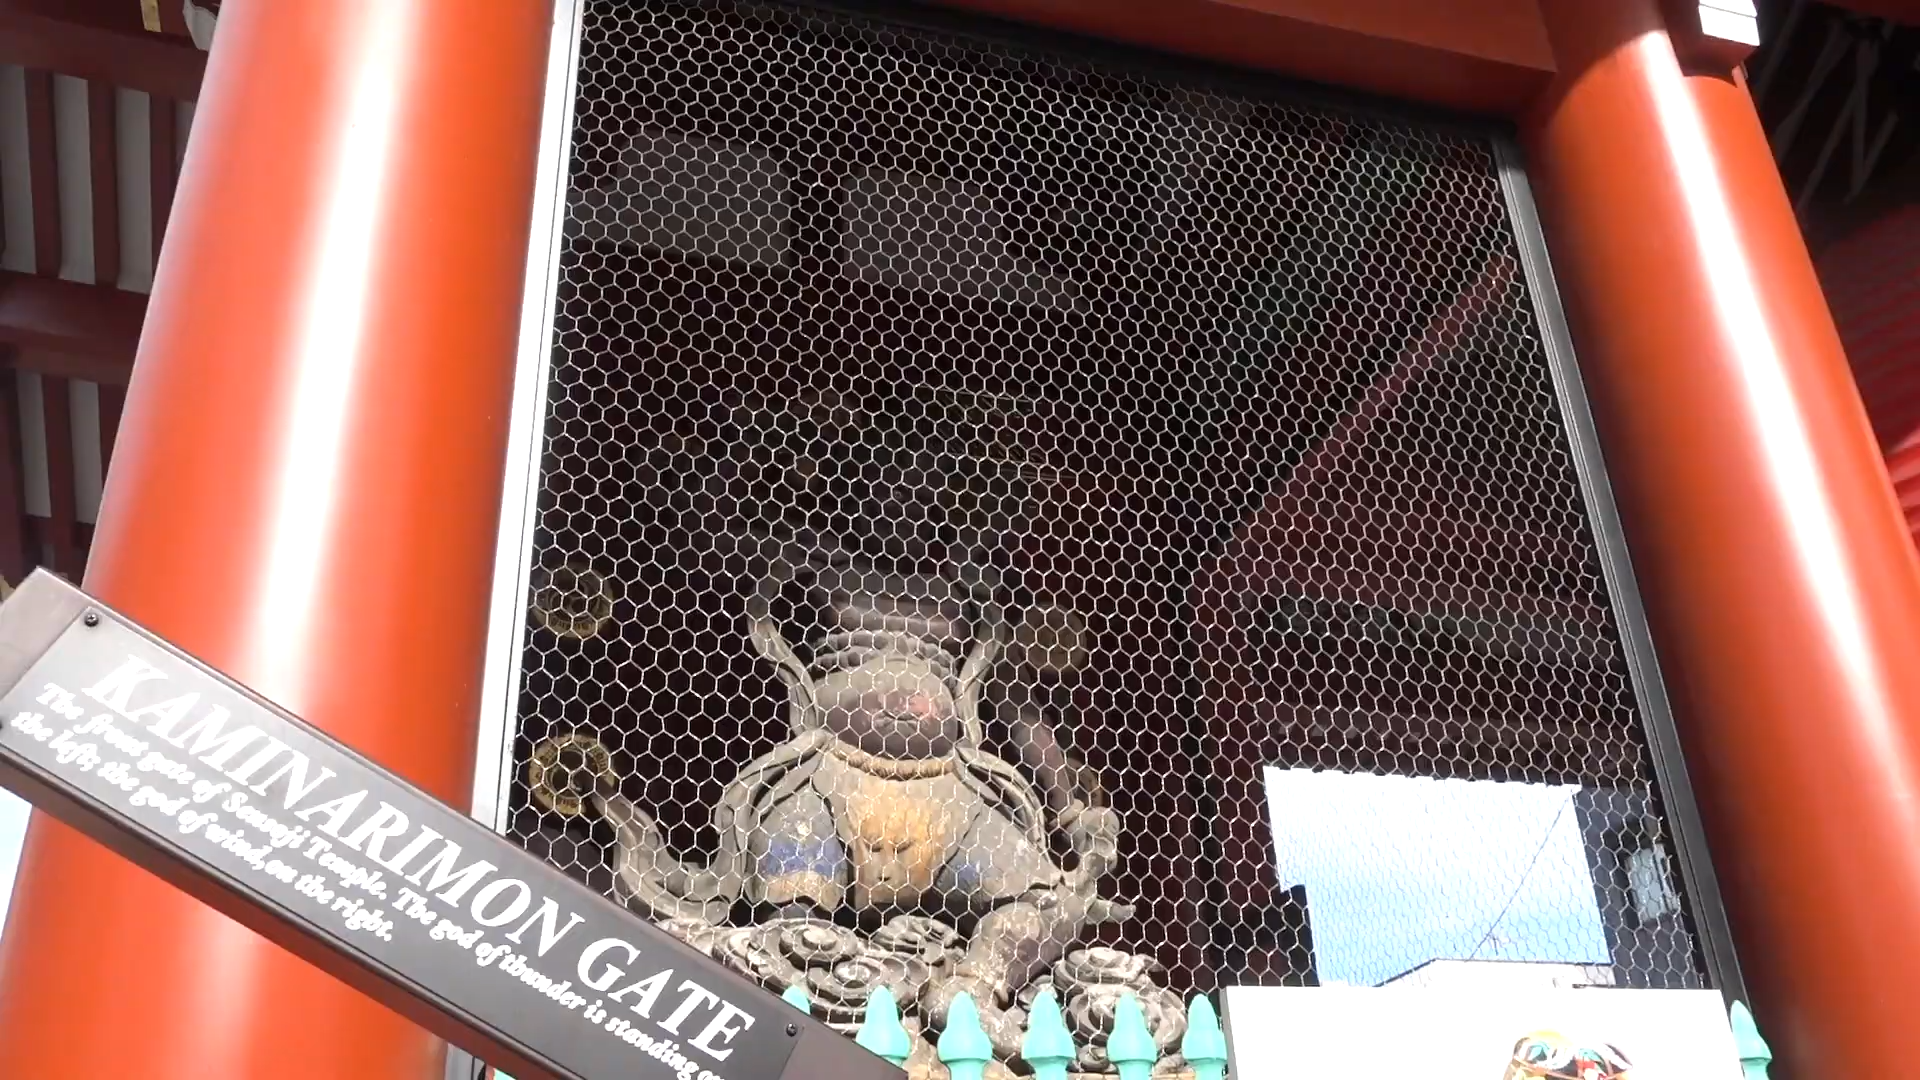 KAMINARIMON GATE
The front gate of Sensoji Temple. The god of thunder is standing on
the left; the god of wind, on the right.